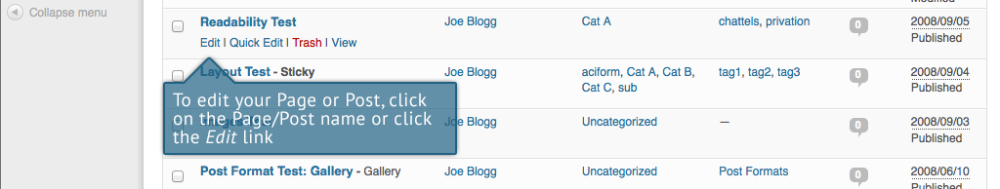 Modified
Collapse menu
Readability Test Joe Blogg Cat A chattels, privation 0 2008/09/05
Edit | Quick Edit | Trash | View Published
Layout Test - Sticky Joe Blogg aciform, Cat A, Cat B, tag1, tag2, tag3 0 2008/09/04
Cat C, sub Published
To edit your Page or Post, click
on the Page/Post name or click
the Edit link
Joe Blogg Uncategorized — 0 2008/09/03
Published
Post Format Test: Gallery - Gallery Joe Blogg Uncategorized Post Formats 0 2008/06/10